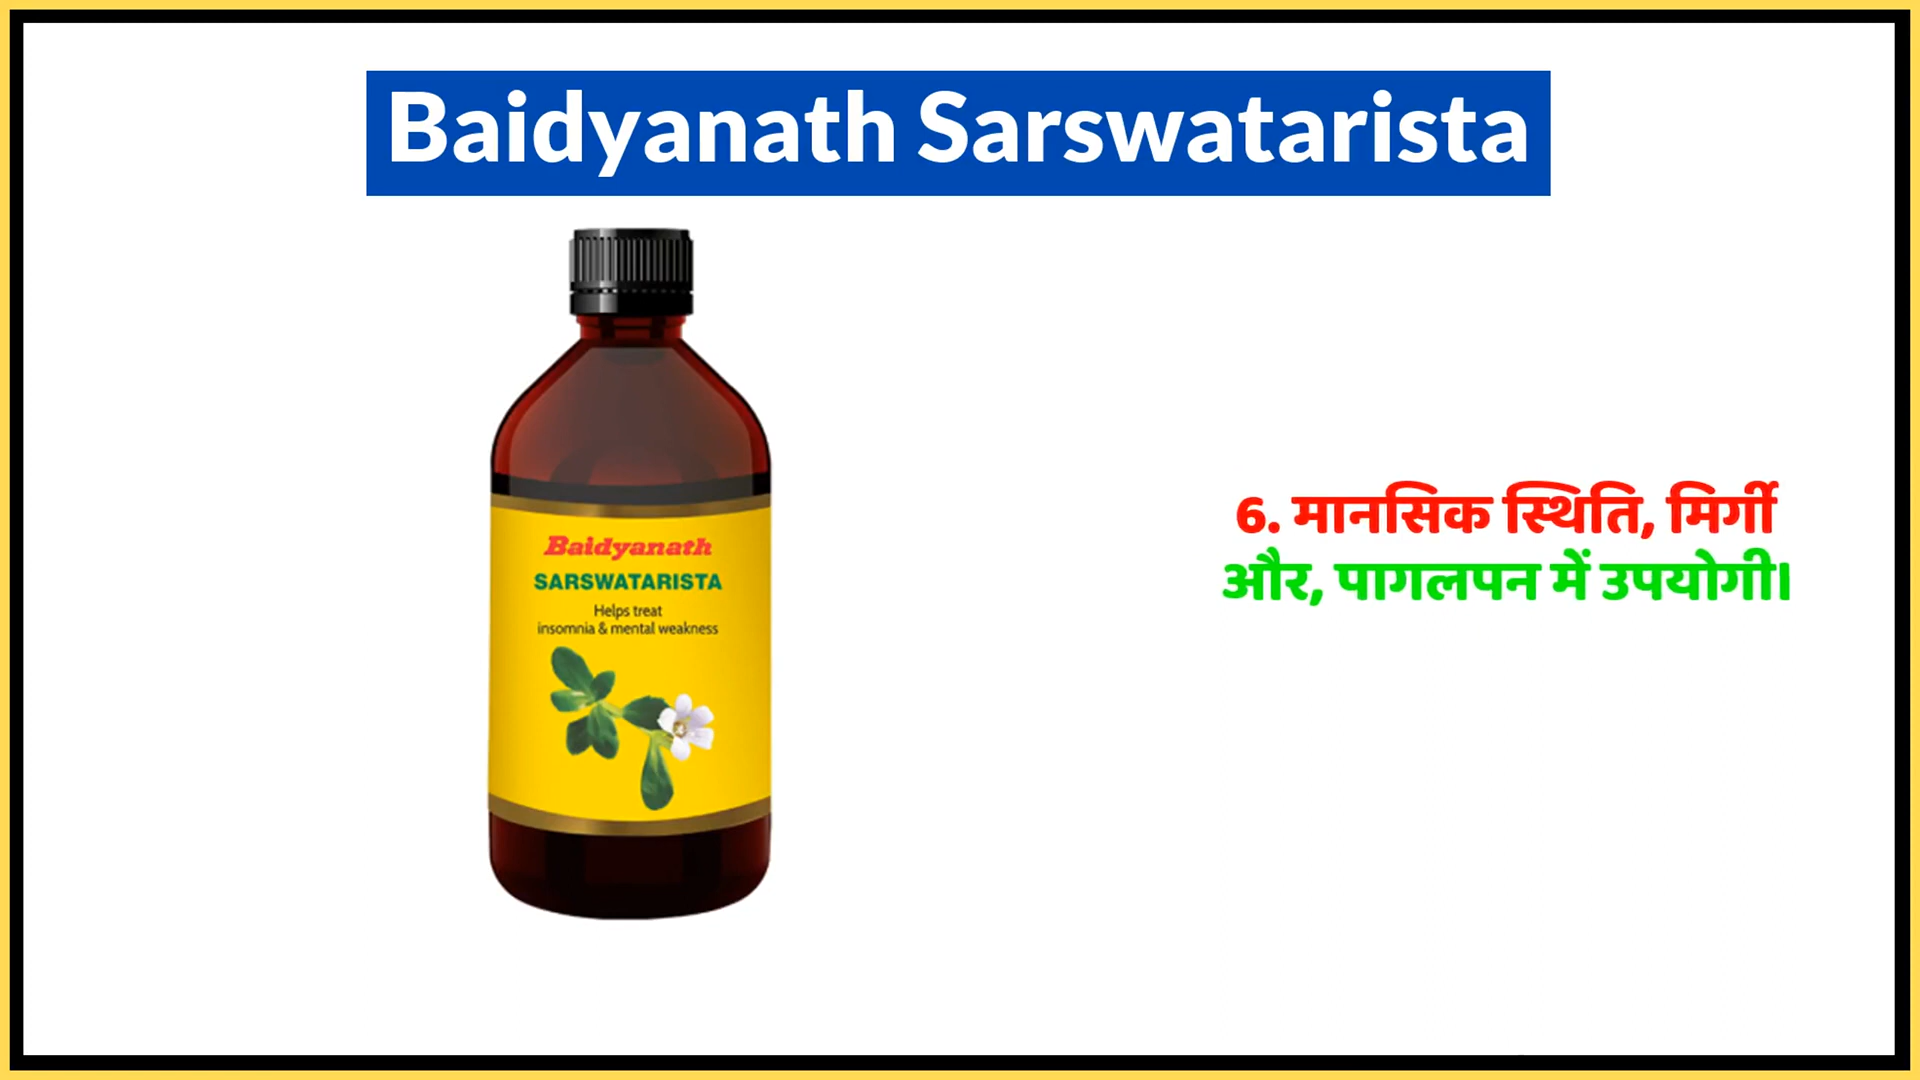 Baidyanath Sarswatarista
Baidyanath
SARSWATARISTA
Helps treat
insomnia & mental weakness
6. मानसिक स्थिति, मिर्गी
और, पागलपन में उपयोगी।